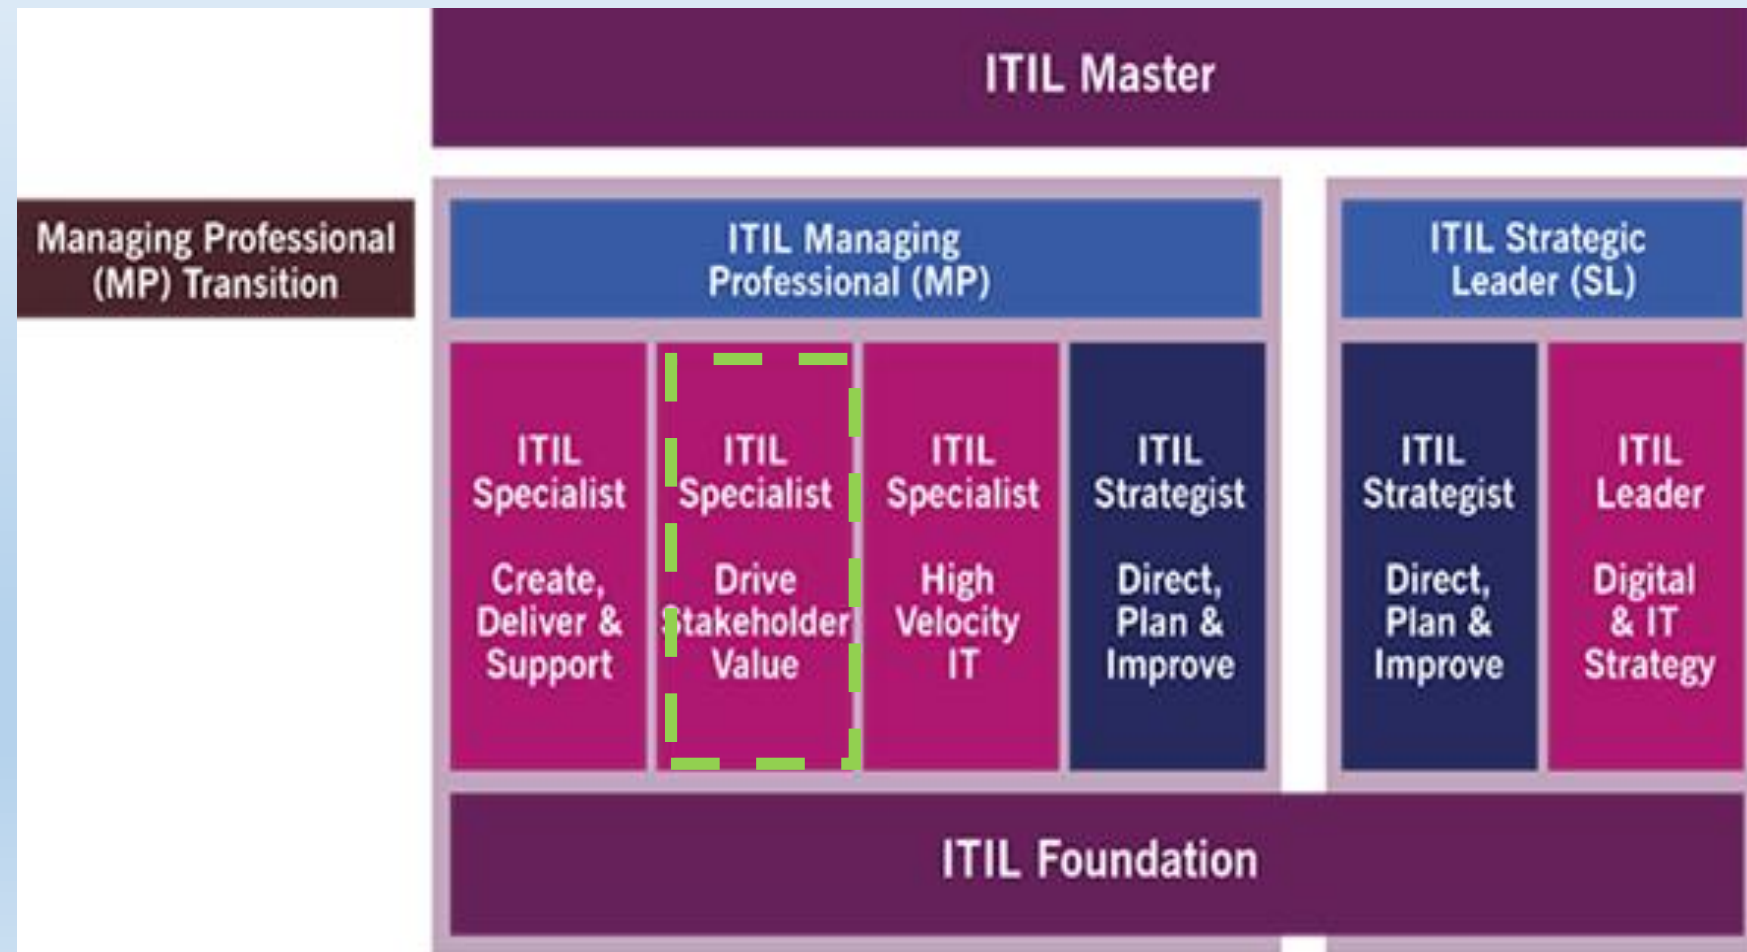 ITIL Master
Managing Professional
(MP) Transition
ITIL Managing
Professional (MP)
ITIL Strategic
Leader (SL)
ITIL
Specialist
Create,
Deliver &
Support
ITIL
Specialist
Drive
Stakeholder
Value
ITIL
Specialist
High
Velocity
IT
ITIL
Strategist
Direct,
Plan &
Improve
ITIL
Strategist
Direct,
Plan &
Improve
ITIL
Leader
Digital
& IT
Strategy
ITIL Foundation